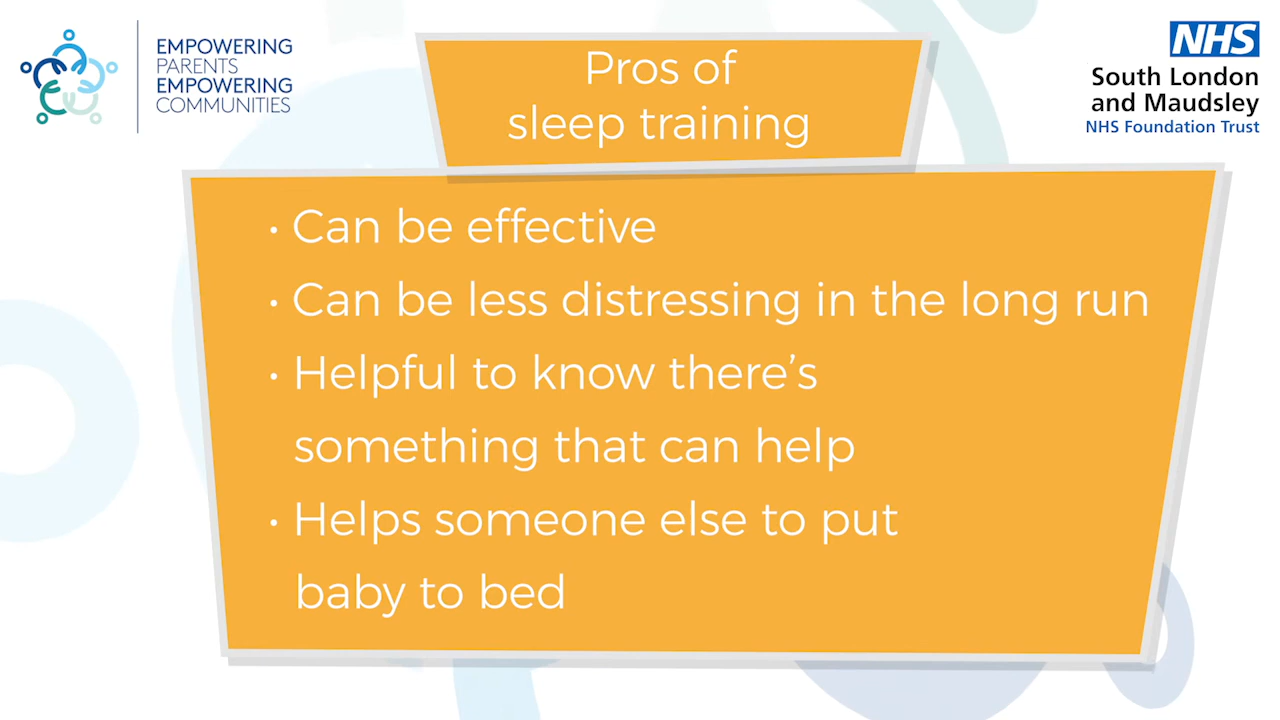 EMPOWERING
PARENTS
EMPOWERING
COMMUNITIES
Pros of
sleep training
NHS
South London
and Maudsley
NHS Foundation Trust
• Can be effective
• Can be less distressing in the long run
• Helpful to know there’s
something that can help
• Helps someone else to put
baby to bed